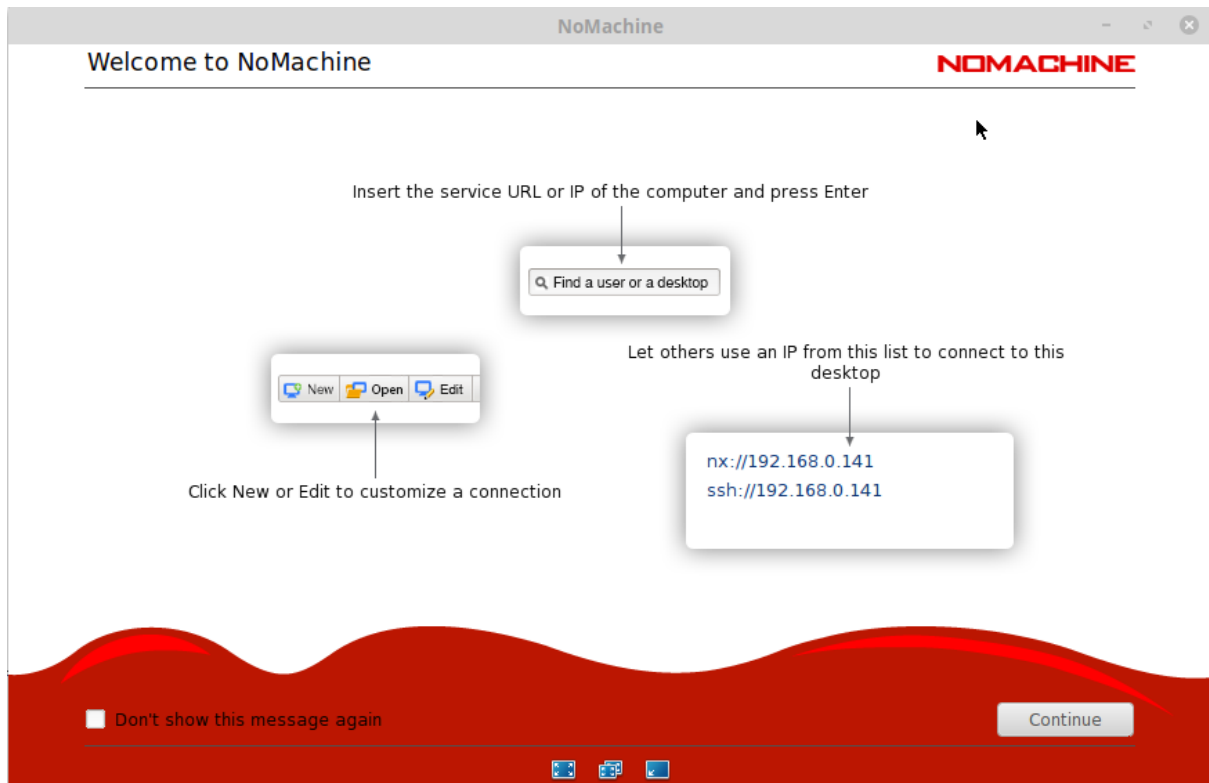 NoMachine
Welcome to NoMachine
NOMACHINE
Insert the service URL or IP of the computer and press Enter
Find a user or a desktop
Let others use an IP from this list to connect to this
desktop
New Open Edit
nx://192.168.0.141
ssh://192.168.0.141
Click New or Edit to customize a connection
Don't show this message again
Continue